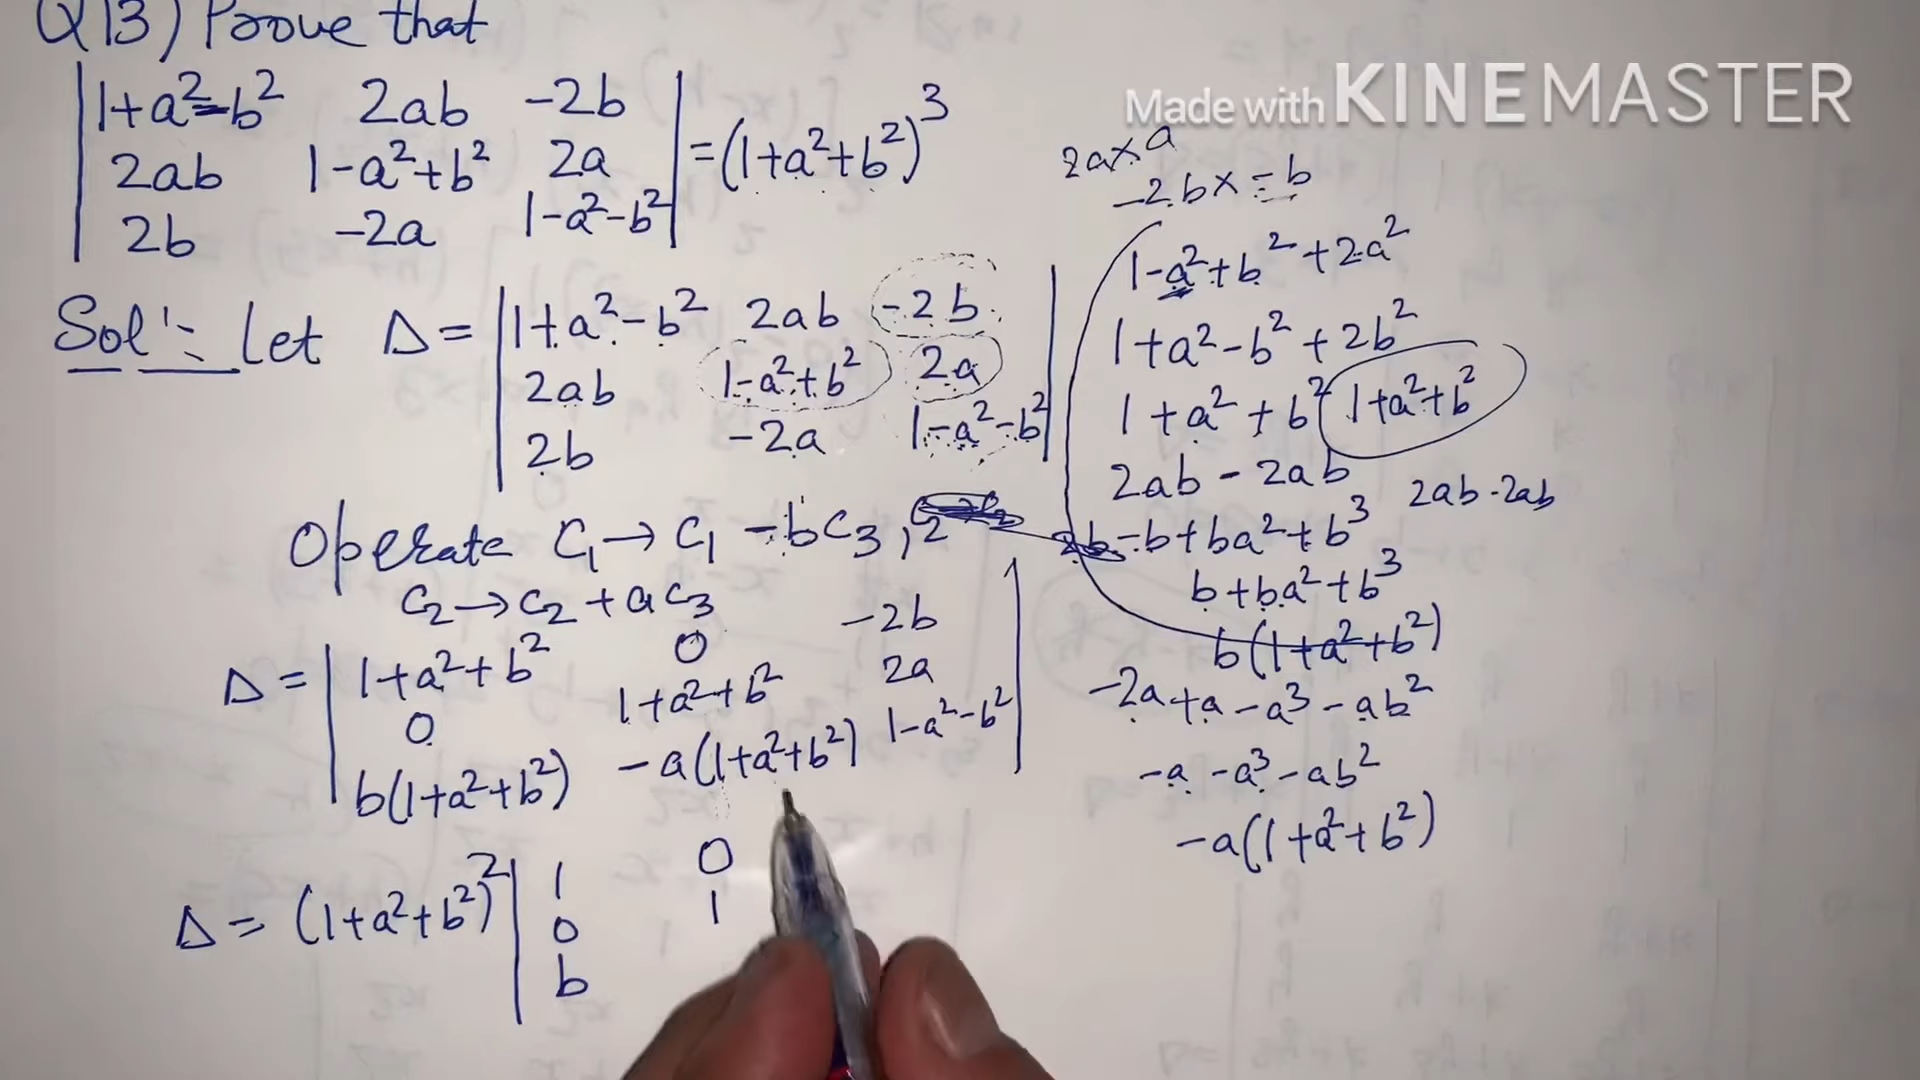 Q13) Prove that
|1+a²-b² 2ab -2b|
|2ab 1-a²+b² 2a| = (1+a²+b²)³
|2b -2a 1-a²-b²|
Solⁿ:- Let Δ = |1+a²-b² 2ab -2b|
|2ab 1-a²+b² 2a|
|2b -2a 1-a²-b²|
Operate C₁→C₁ -bC₃,
C₂→C₂+aC₃
Δ = |1+a²+b² 0 -2b|
|0 1+a²+b² 2a|
|b(1+a²+b²) -a(1+a²+b²) 1-a²-b²|
Δ = (1+a²+b²)² |1 0
|0 1
|b
Made with KINEMASTER
2a×a
-2b×=b
1-a²+b²+2a²
1+a²-b²+2b²
1+a²+b² 1+a²+b²
2ab-2ab 2ab-2ab
2b-b+ba²+b³
b+ba²+b³
b(1+a²+b²)
-2a+a-a³-ab²
-a-a³-ab²
-a(1+a²+b²)